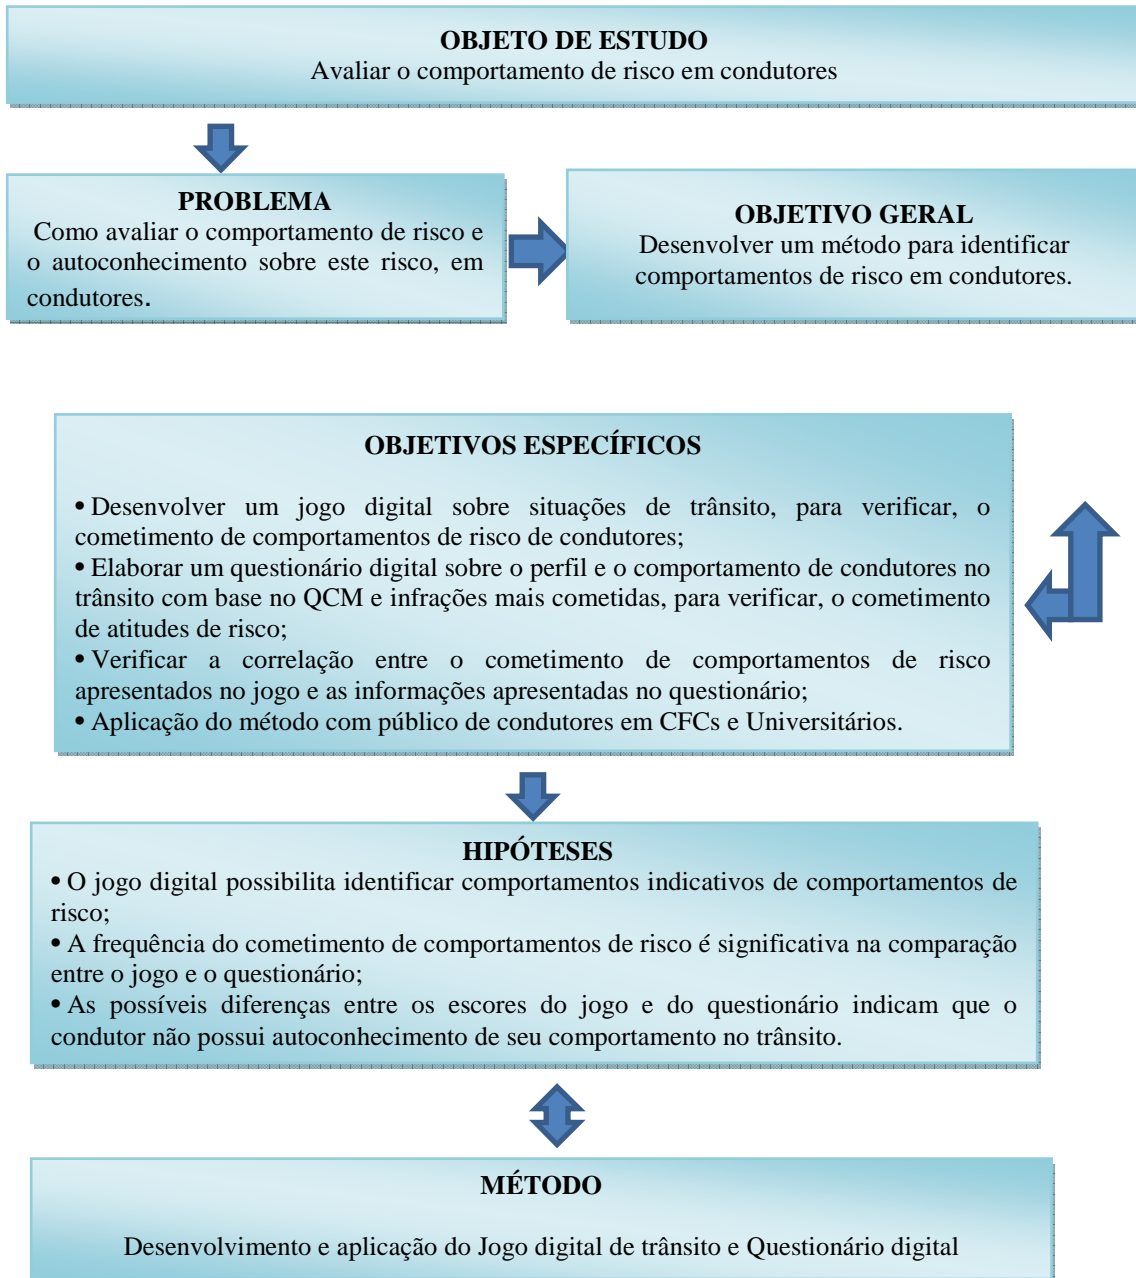 OBJETO DE ESTUDO
Avaliar o comportamento de risco em condutores
PROBLEMA
Como avaliar o comportamento de risco e
o autoconhecimento sobre este risco, em
condutores.
OBJETIVO GERAL
Desenvolver um método para identificar
comportamentos de risco em condutores.
OBJETIVOS ESPECÍFICOS
• Desenvolver um jogo digital sobre situações de trânsito, para verificar, o
cometimento de comportamentos de risco de condutores;
• Elaborar um questionário digital sobre o perfil e o comportamento de condutores no
trânsito com base no QCM e infrações mais cometidas, para verificar, o cometimento
de atitudes de risco;
• Verificar a correlação entre o cometimento de comportamentos de risco
apresentados no jogo e as informações apresentadas no questionário;
• Aplicação do método com público de condutores em CFCs e Universitários.
HIPÓTESES
• O jogo digital possibilita identificar comportamentos indicativos de comportamentos de
risco;
• A frequência do cometimento de comportamentos de risco é significativa na comparação
entre o jogo e o questionário;
• As possíveis diferenças entre os escores do jogo e do questionário indicam que o
condutor não possui autoconhecimento de seu comportamento no trânsito.
MÉTODO
Desenvolvimento e aplicação do Jogo digital de trânsito e Questionário digital